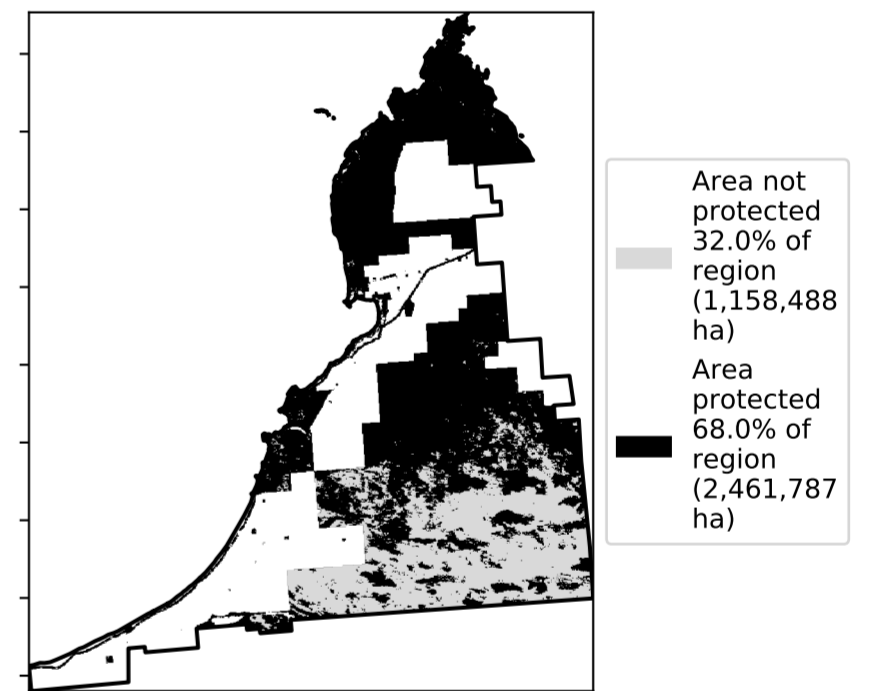 Area not
protected
32.0% of
region
(1,158,488
ha)
Area
protected
68.0% of
region
(2,461,787
ha)